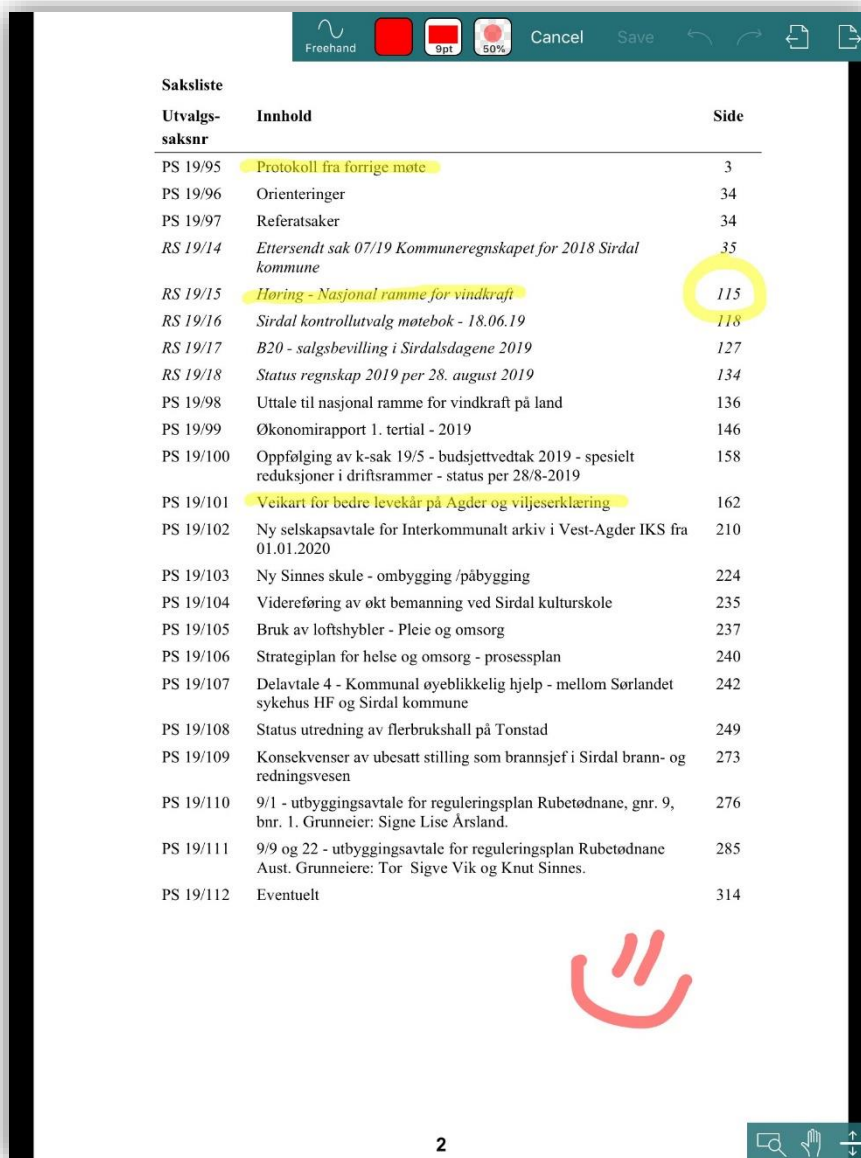 Freehand 9pt 50% Cancel Save
Saksliste
Utvalgs- Innhold Side
saksnr
PS 19/95 Protokoll fra forrige møte 3
PS 19/96 Orienteringer 34
PS 19/97 Referatsaker 34
RS 19/14 Ettersendt sak 07/19 Kommuneregnskapet for 2018 Sirdal 35
kommune
RS 19/15 Høring - Nasjonal ramme for vindkraft 115
RS 19/16 Sirdal kontrollutvalg møtebok - 18.06.19 118
RS 19/17 B20 - salgsbevilling i Sirdalsdagene 2019 127
RS 19/18 Status regnskap 2019 per 28. august 2019 134
PS 19/98 Uttale til nasjonal ramme for vindkraft på land 136
PS 19/99 Økonomirapport 1. tertial - 2019 146
PS 19/100 Oppfølging av k-sak 19/5 - budsjettvedtak 2019 - spesielt 158
reduksjoner i driftsrammer - status per 28/8-2019
PS 19/101 Veikart for bedre levekår på Agder og viljeserklæring 162
PS 19/102 Ny selskapsavtale for Interkommunalt arkiv i Vest-Agder IKS fra 210
01.01.2020
PS 19/103 Ny Sinnes skule - ombygging /påbygging 224
PS 19/104 Videreføring av økt bemanning ved Sirdal kulturskole 235
PS 19/105 Bruk av loftshybler - Pleie og omsorg 237
PS 19/106 Strategiplan for helse og omsorg - prosessplan 240
PS 19/107 Delavtale 4 - Kommunal øyeblikkelig hjelp - mellom Sørlandet 242
sykehus HF og Sirdal kommune
PS 19/108 Status utredning av flerbrukshall på Tonstad 249
PS 19/109 Konsekvenser av ubesatt stilling som brannsjef i Sirdal brann- og 273
redningsvesen
PS 19/110 9/1 - utbyggingsavtale for reguleringsplan Rubetødnane, gnr. 9, 276
bnr. 1. Grunneier: Signe Lise Årsland.
PS 19/111 9/9 og 22 - utbyggingsavtale for reguleringsplan Rubetødnane 285
Aust. Grunneiere: Tor Sigve Vik og Knut Sinnes.
PS 19/112 Eventuelt 314
2